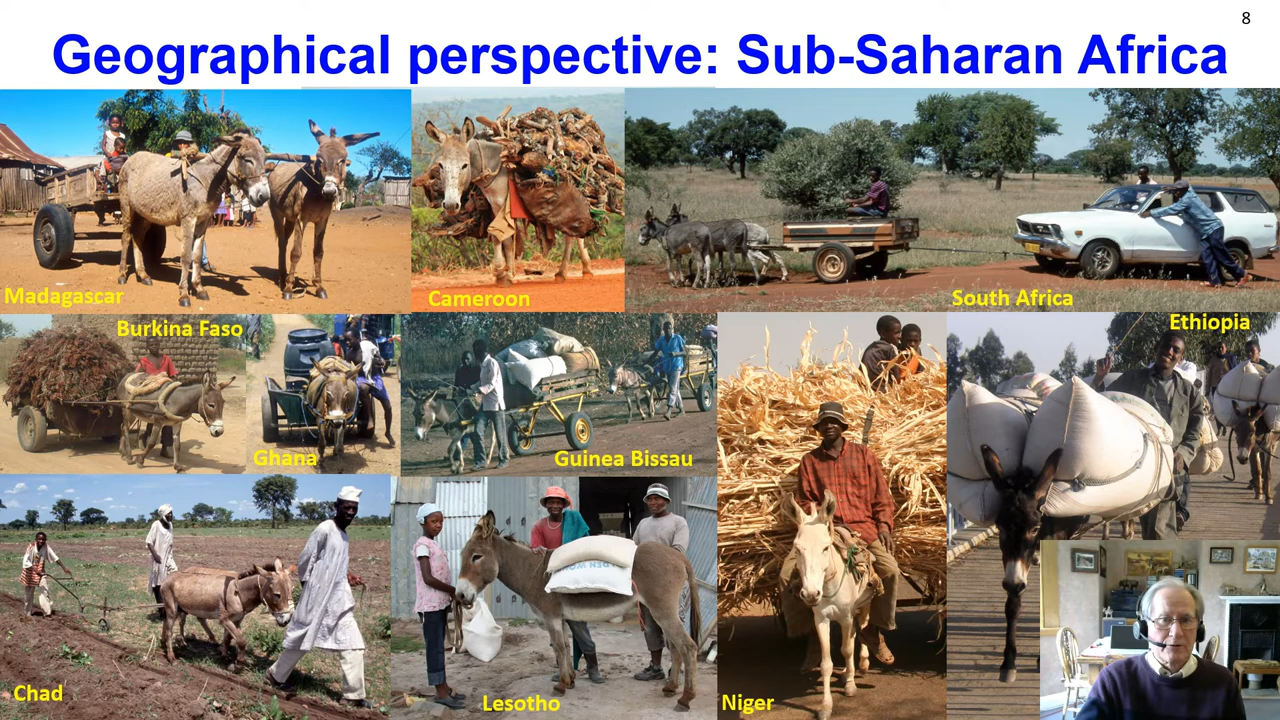 8
Geographical perspective: Sub-Saharan Africa
Madagascar
Cameroon
South Africa
Burkina Faso
Ghana
Guinea Bissau
Ethiopia
Chad
Lesotho
Niger